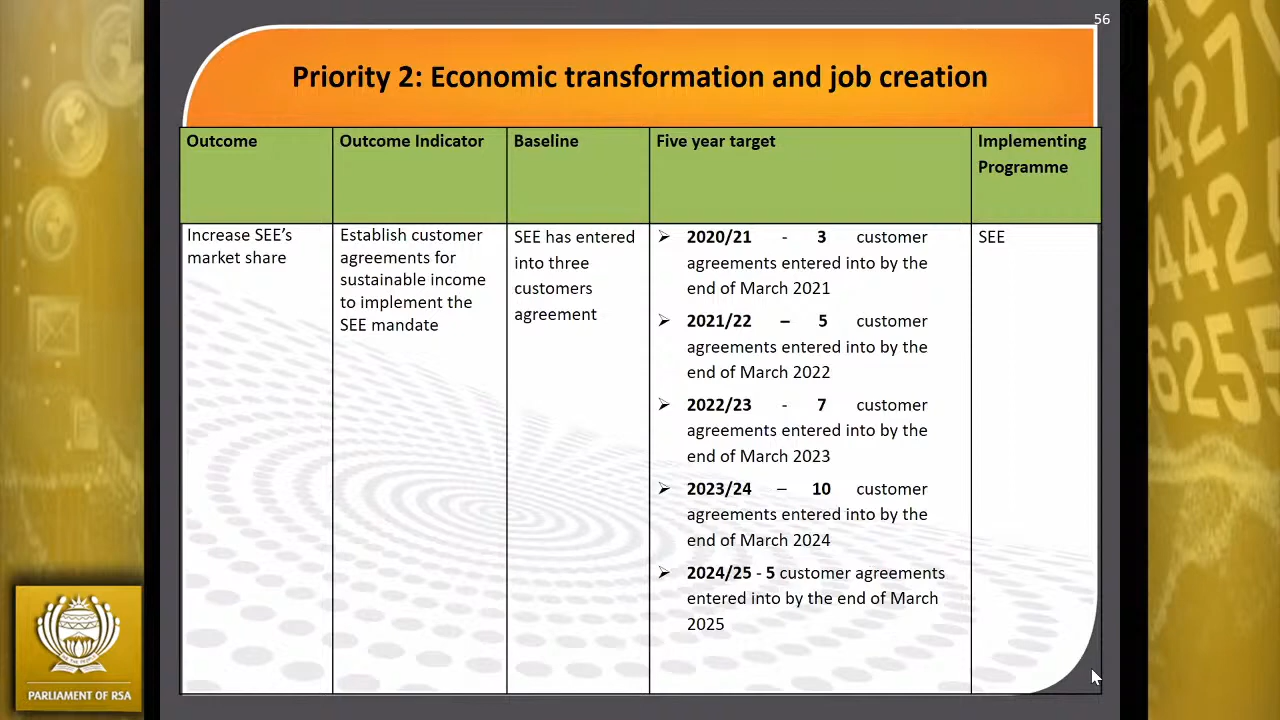 56
Priority 2: Economic transformation and job creation
Outcome
Outcome Indicator
Baseline
Five year target
Implementing
Programme
Increase SEE's
market share
Establish customer
agreements for
sustainable income
to implement the
SEE mandate
SEE has entered
into three
customers
agreement
➢ 2020/21 - 3 customer
agreements entered into by the
end of March 2021
➢ 2021/22 – 5 customer
agreements entered into by the
end of March 2022
➢ 2022/23 - 7 customer
agreements entered into by the
end of March 2023
➢ 2023/24 – 10 customer
agreements entered into by the
end of March 2024
➢ 2024/25 - 5 customer agreements
entered into by the end of March
2025
SEE
PARLIAMENT OF RSA